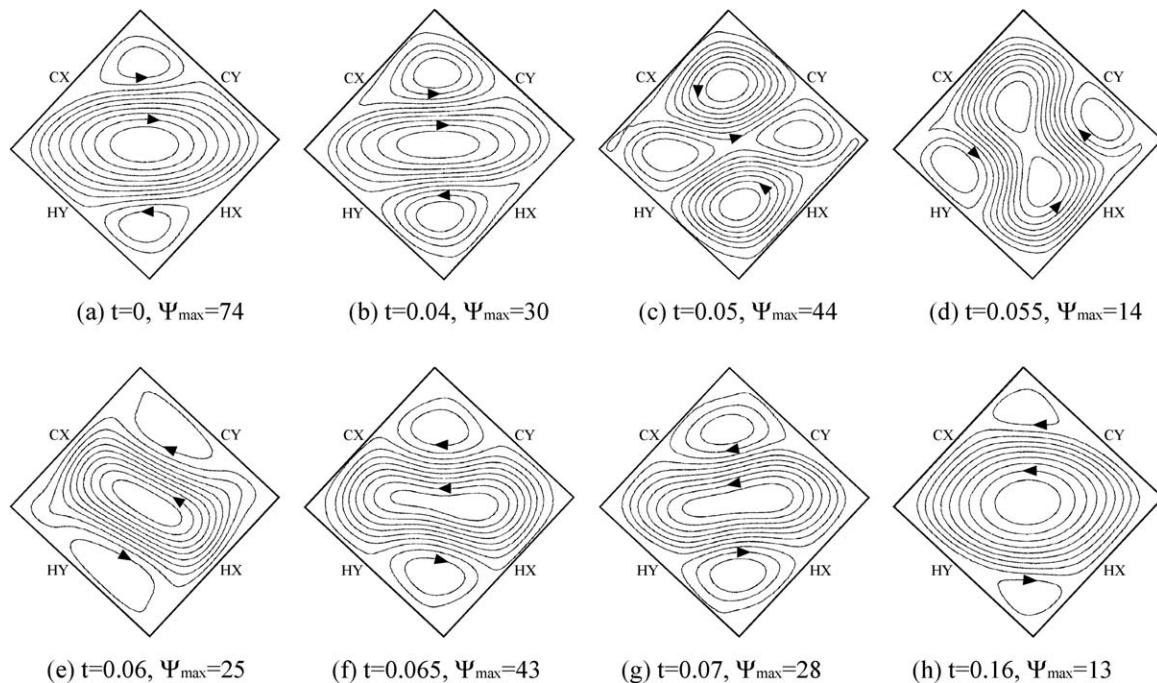 CX CY CX CY CX CY CX CY
HY HX HY HX HY HX HY HX
(a) t=0, Ψmax=74 (b) t=0.04, Ψmax=30 (c) t=0.05, Ψmax=44 (d) t=0.055, Ψmax=14
CX CY CX CY CX CY CX CY
HY HX HY HX HY HX HY HX
(e) t=0.06, Ψmax=25 (f) t=0.065, Ψmax=43 (g) t=0.07, Ψmax=28 (h) t=0.16, Ψmax=13